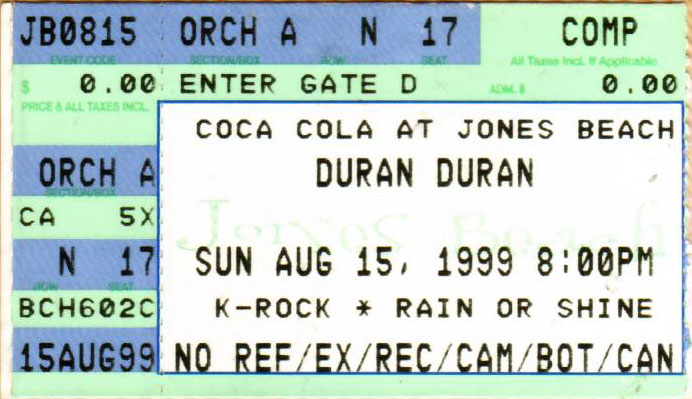 JB0815 ORCH A N 17 COMP
EVENT CODE SECTION/BOX ROW SEAT All Taxes Incl. If Applicable
$ 0.00 ENTER GATE D ADM. $ 0.00
PRICE & ALL TAXES INCL.
COCA COLA AT JONES BEACH
ORCH A DURAN DURAN
SECTION/BOX
CA 5X
Jones Beach
N 17 SUN AUG 15, 1999 8:00PM
ROW SEAT
BCH602C K-ROCK * RAIN OR SHINE
15AUG99 NO REF/EX/REC/CAM/BOT/CAN